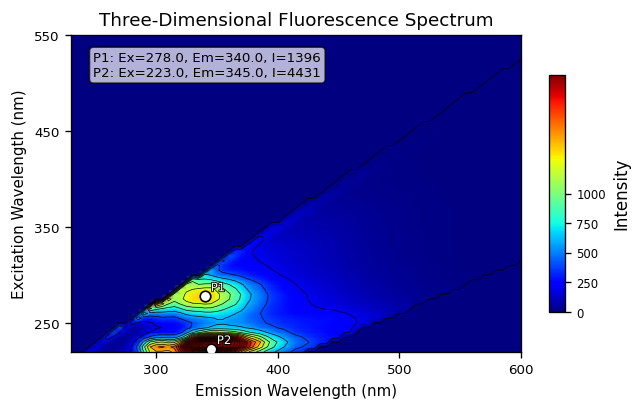 Three-Dimensional Fluorescence Spectrum
P1: Ex=278.0, Em=340.0, I=1396
P2: Ex=223.0, Em=345.0, I=4431
550
450
350
250
Excitation Wavelength (nm)
P1
P2
300
400
500
600
Emission Wavelength (nm)
1000
750
500
250
0
Intensity